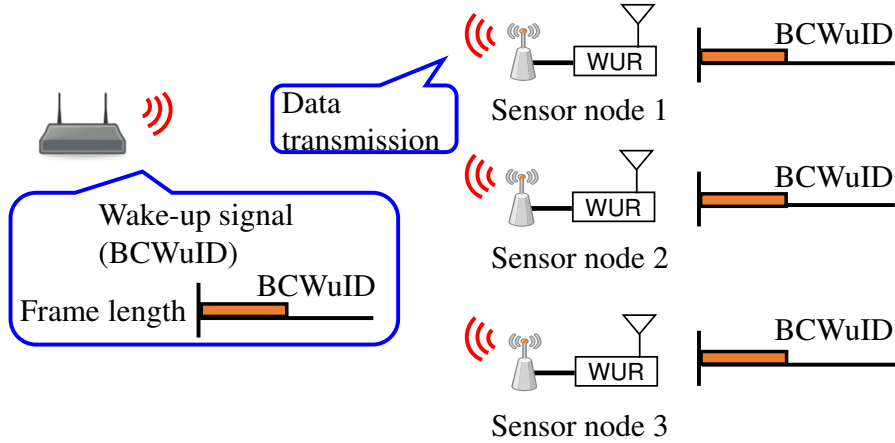 BCWuID
WUR
Data
transmission
Sensor node 1
BCWuID
WUR
Wake-up signal
(BCWuID)
Sensor node 2
BCWuID
Frame length
BCWuID
WUR
Sensor node 3